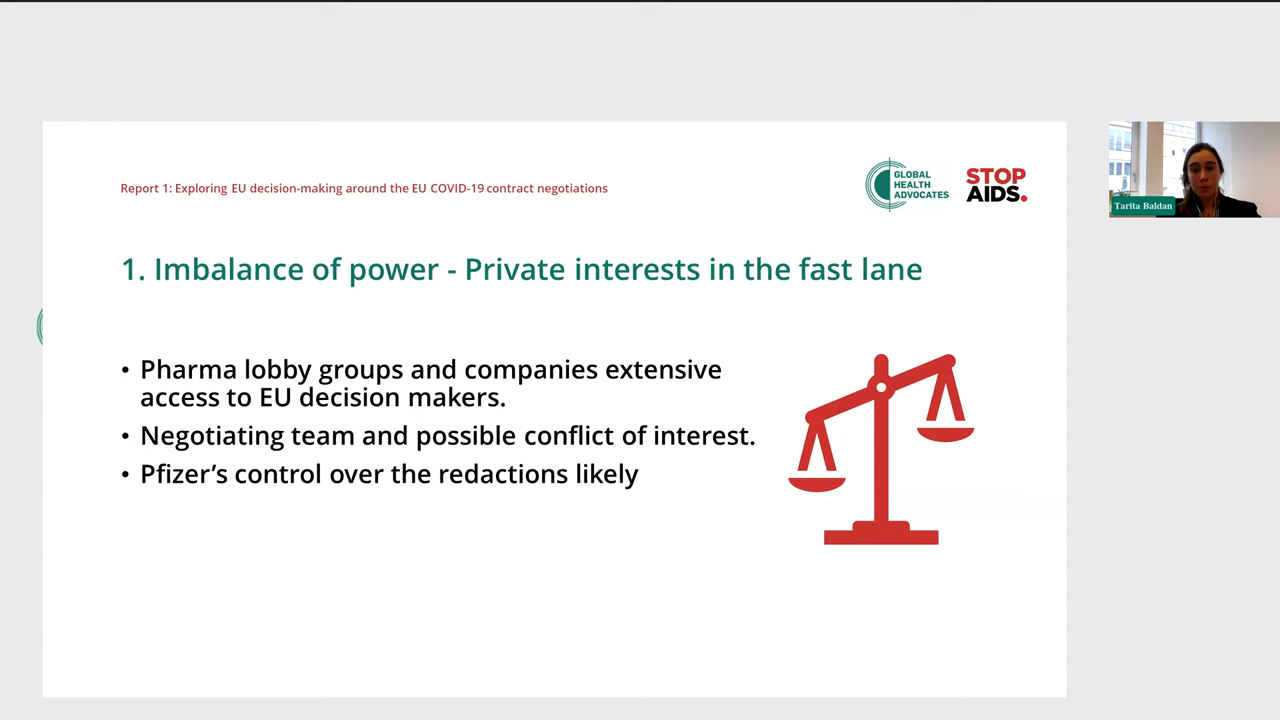 Report 1: Exploring EU decision-making around the EU COVID-19 contract negotiations
GLOBAL
HEALTH
ADVOCATES
STOP
AIDS.
Tarita Baldan
1. Imbalance of power - Private interests in the fast lane
• Pharma lobby groups and companies extensive
access to EU decision makers.
• Negotiating team and possible conflict of interest.
• Pfizer’s control over the redactions likely